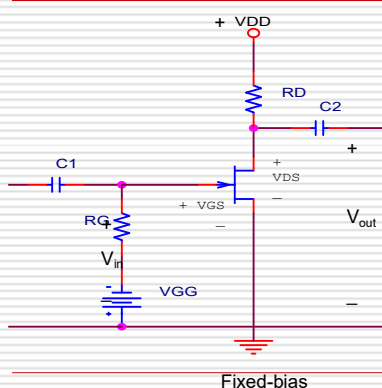 + VDD
RD
C2
+
C1
+
VDS
–
+ VGS
–
RG
+
Vin
Vout
-
VGG
–
+
–
Fixed-bias